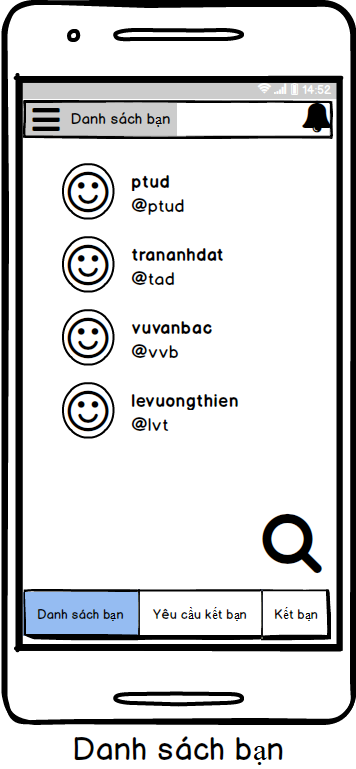 14:52
Danh sách bạn
ptud
@ptud
trananhdat
@tad
vuvanbac
@vvb
levuongthien
@lvt
Danh sách bạn
Yêu cầu kết bạn
Kết bạn
Danh sách bạn